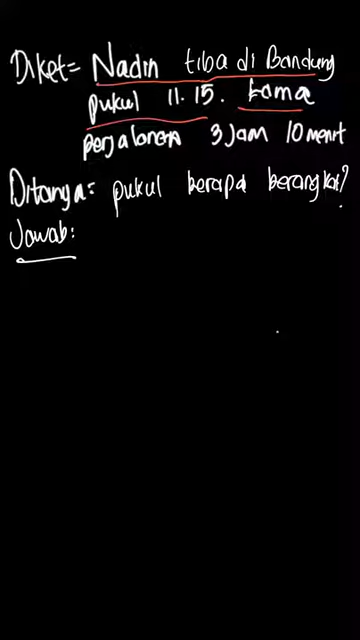 Diket = Nadin tiba di Bandung
pukul 11.15. Lama
perjalanan 3 Jam 10 menit
Ditanya = pukul berapa berangkat?
Jawab: